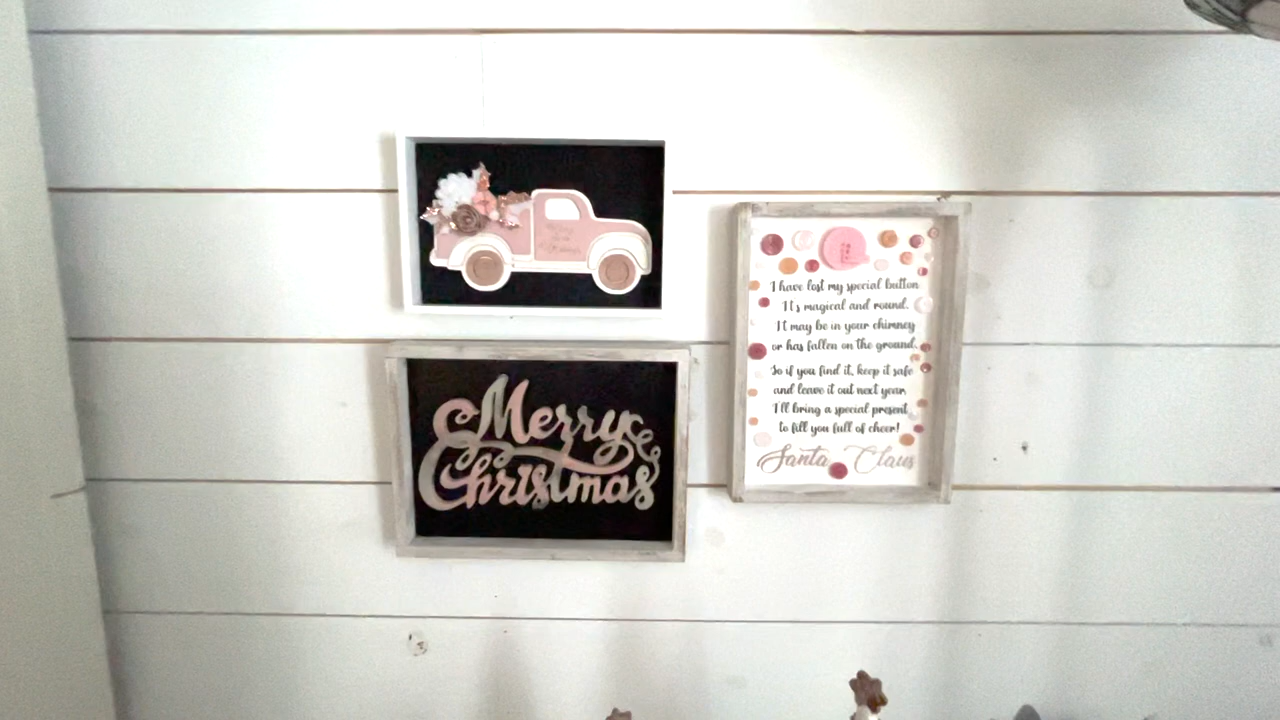 Merry
Christmas
I have lost my special button
It's magical and round.
It may be in your chimney
or has fallen on the ground.
So if you find it, keep it safe
and leave it out next year,
I'll bring a special present
to fill you full of cheer!
Santa Claus